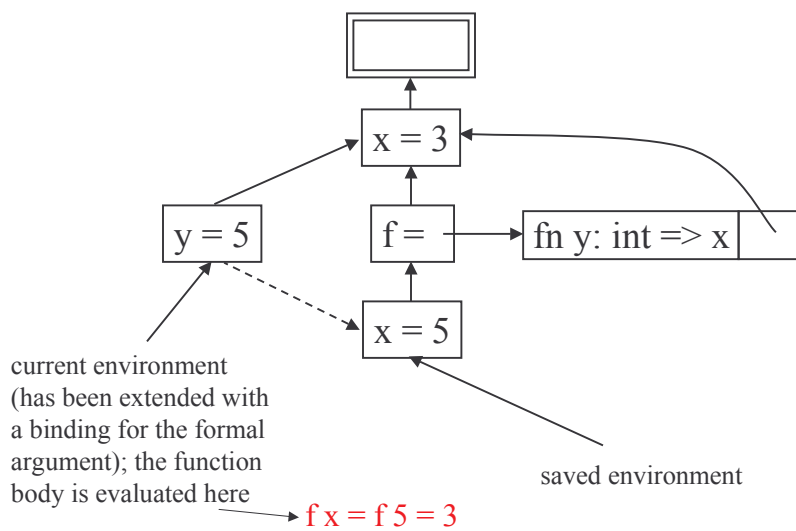 x = 3
y = 5
f =
fn y: int => x
x = 5
current environment
(has been extended with
a binding for the formal
argument); the function
body is evaluated here
saved environment
f x = f 5 = 3